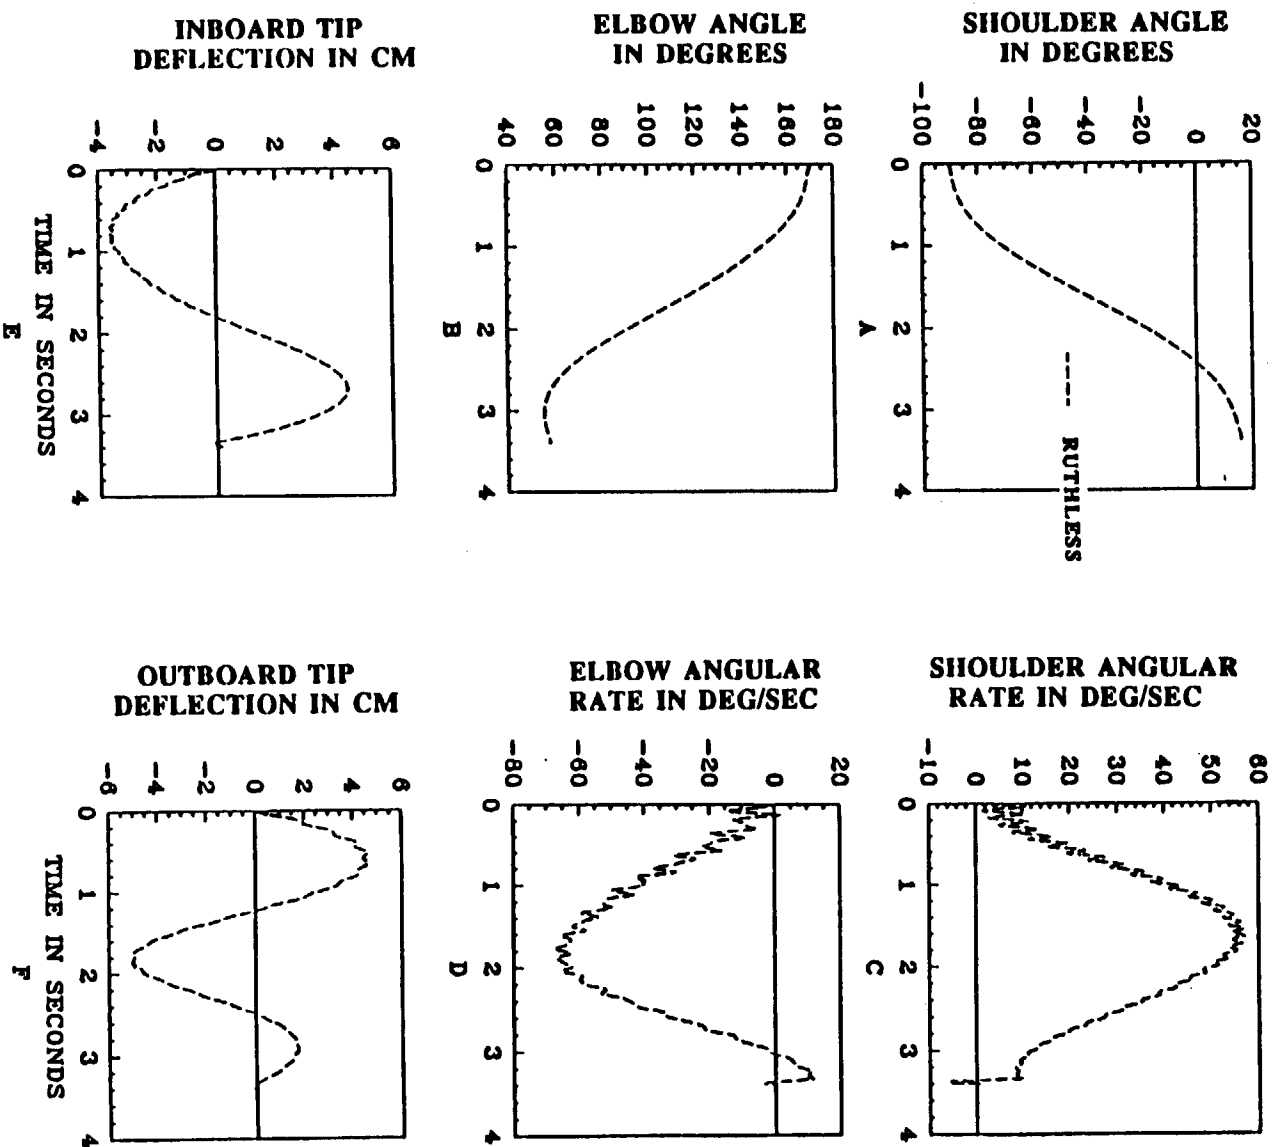 INBOARD TIP
DEFLECTION IN CM
-4 -2 0 2 4 6
0 1 2 3 4
TIME IN SECONDS
E
ELBOW ANGLE
IN DEGREES
40 60 80 100 120 140 160 180
0 1 2 3 4
B
SHOULDER ANGLE
IN DEGREES
-100 -80 -60 -40 -20 0 20
0 1 2 3 4
A
RUTHLESS
OUTBOARD TIP
DEFLECTION IN CM
-6 -4 -2 0 2 4 6
0 1 2 3 4
TIME IN SECONDS
F
ELBOW ANGULAR
RATE IN DEG/SEC
-80 -60 -40 -20 0 20
0 1 2 3 4
D
SHOULDER ANGULAR
RATE IN DEG/SEC
-10 0 10 20 30 40 50 60
0 1 2 3 4
C